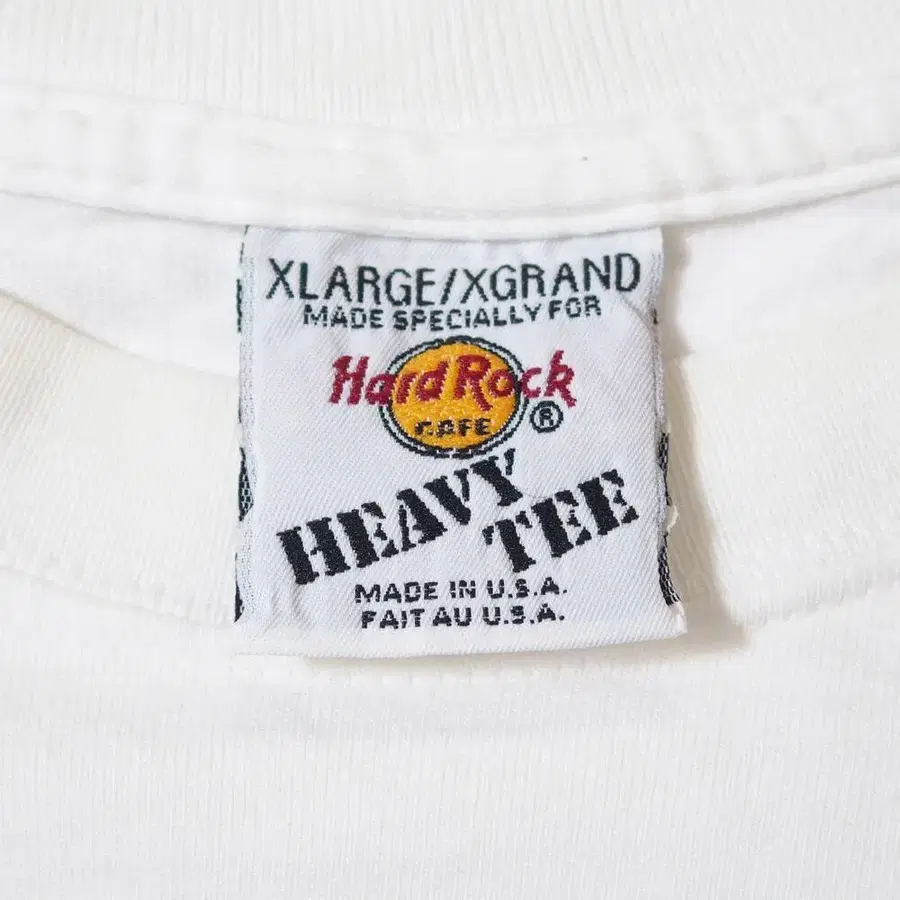 XLARGE/XGRAND
MADE SPECIALLY FOR
Hard Rock
CAFE ®
HEAVY
TEE
MADE IN U.S.A.
FAIT AU U.S.A.